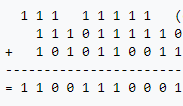 1 1 1   1 1 1 1 1   (
1 1 1 0 1 1 1 1 1 0
+ 1 0 1 0 1 1 0 0 1 1
-------------------------
= 1 1 0 0 1 1 1 0 0 0 1